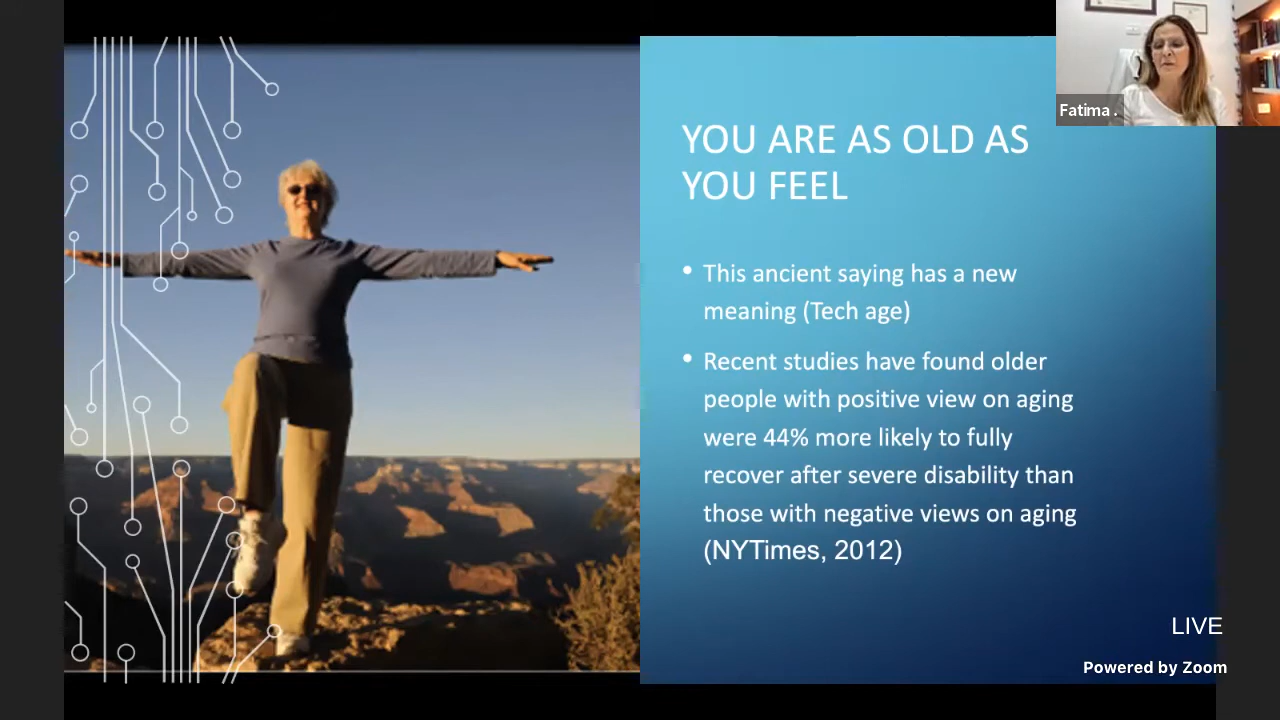 Fatima .
YOU ARE AS OLD AS
YOU FEEL
• This ancient saying has a new
meaning (Tech age)
• Recent studies have found older
people with positive view on aging
were 44% more likely to fully
recover after severe disability than
those with negative views on aging
(NYTimes, 2012)
LIVE
Powered by Zoom